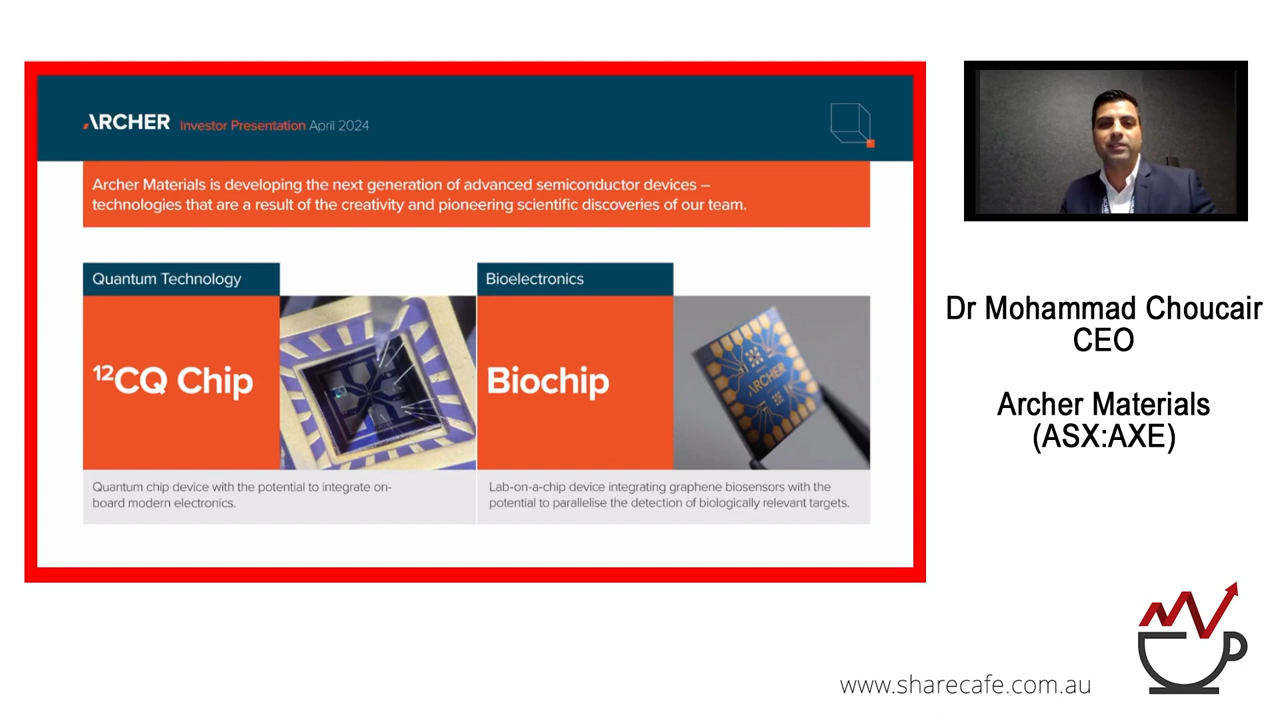 ARCHER Investor Presentation April 2024
Archer Materials is developing the next generation of advanced semiconductor devices –
technologies that are a result of the creativity and pioneering scientific discoveries of our team.
Quantum Technology
¹²CQ Chip
Quantum chip device with the potential to integrate on-
board modern electronics.
Bioelectronics
Biochip
ARCHER
Lab-on-a-chip device integrating graphene biosensors with the
potential to parallelise the detection of biologically relevant targets.
Dr Mohammad Choucair
CEO
Archer Materials
(ASX:AXE)
www.sharecafe.com.au